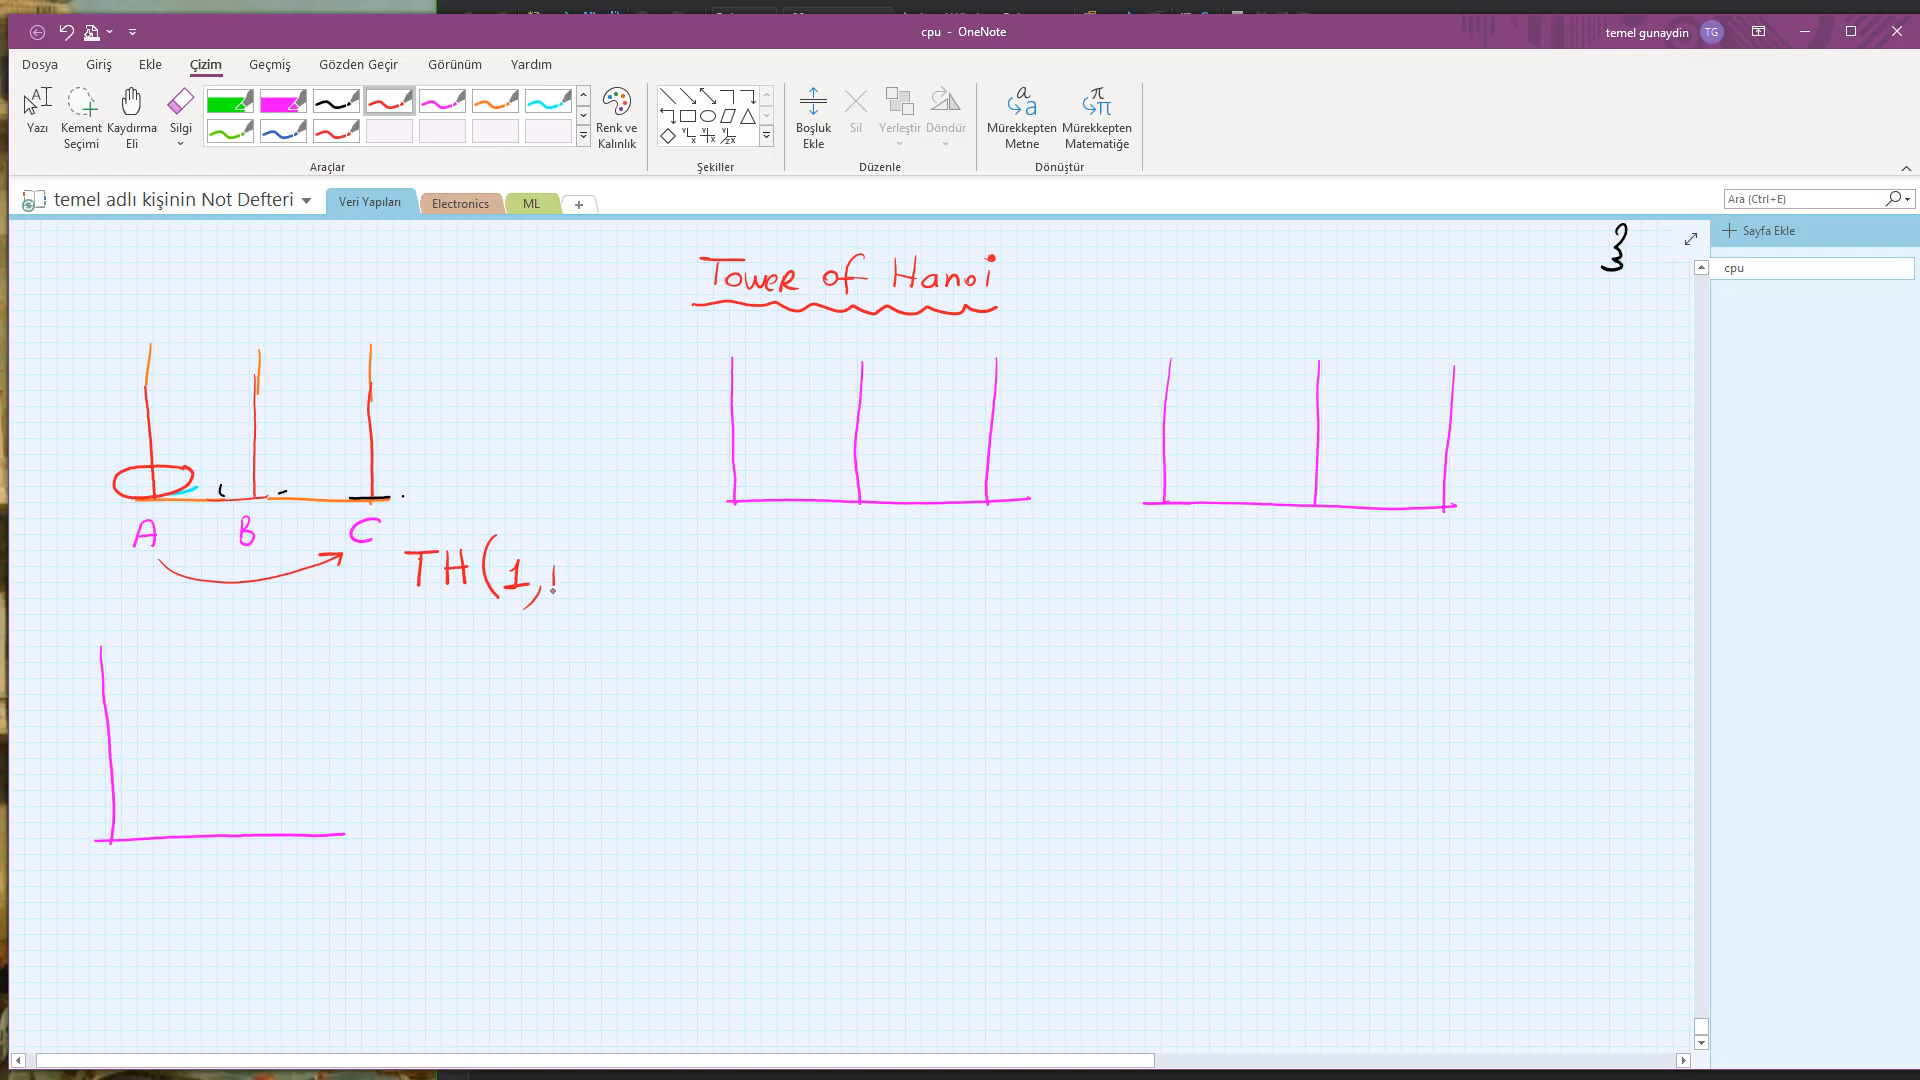 cpu - OneNote
temel gunaydin TG
Dosya Giriş Ekle Çizim Geçmiş Gözden Geçir Görünüm Yardım
Yazı
Kement Seçimi
Kaydırma Eli
Silgi
Renk ve Kalınlık
Boşluk Ekle
Sil
Yerleştir
Döndür
Mürekkepten Metne
Mürekkepten Matematiğe
Araçlar Şekiller Düzenle Dönüştür
temel adlı kişinin Not Defteri Veri Yapıları Electronics ML
Ara (Ctrl+E)
Sayfa Ekle
cpu
Tower of Hanoi
A B C
TH(1,